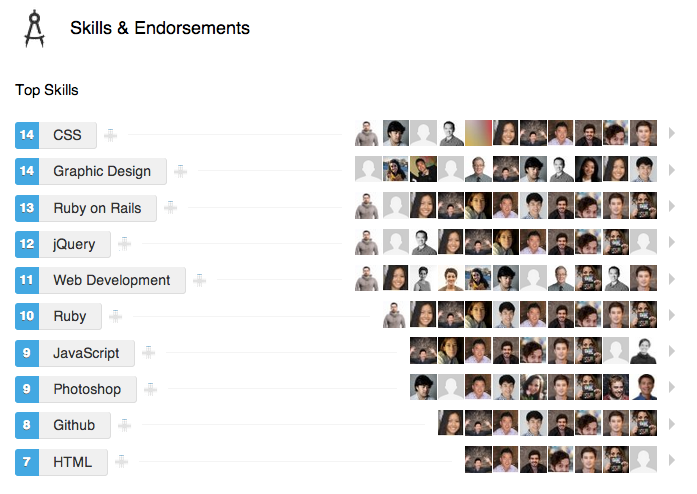 Skills & Endorsements
Top Skills
14 CSS
14 Graphic Design
13 Ruby on Rails
12 jQuery
11 Web Development
10 Ruby
9 JavaScript
9 Photoshop
8 Github
7 HTML